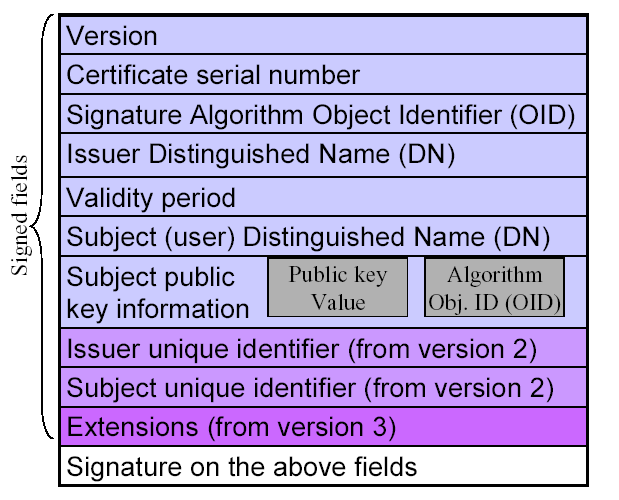 Signed fields
Version
Certificate serial number
Signature Algorithm Object Identifier (OID)
Issuer Distinguished Name (DN)
Validity period
Subject (user) Distinguished Name (DN)
Subject public
key information
Public key
Value
Algorithm
Obj. ID (OID)
Issuer unique identifier (from version 2)
Subject unique identifier (from version 2)
Extensions (from version 3)
Signature on the above fields